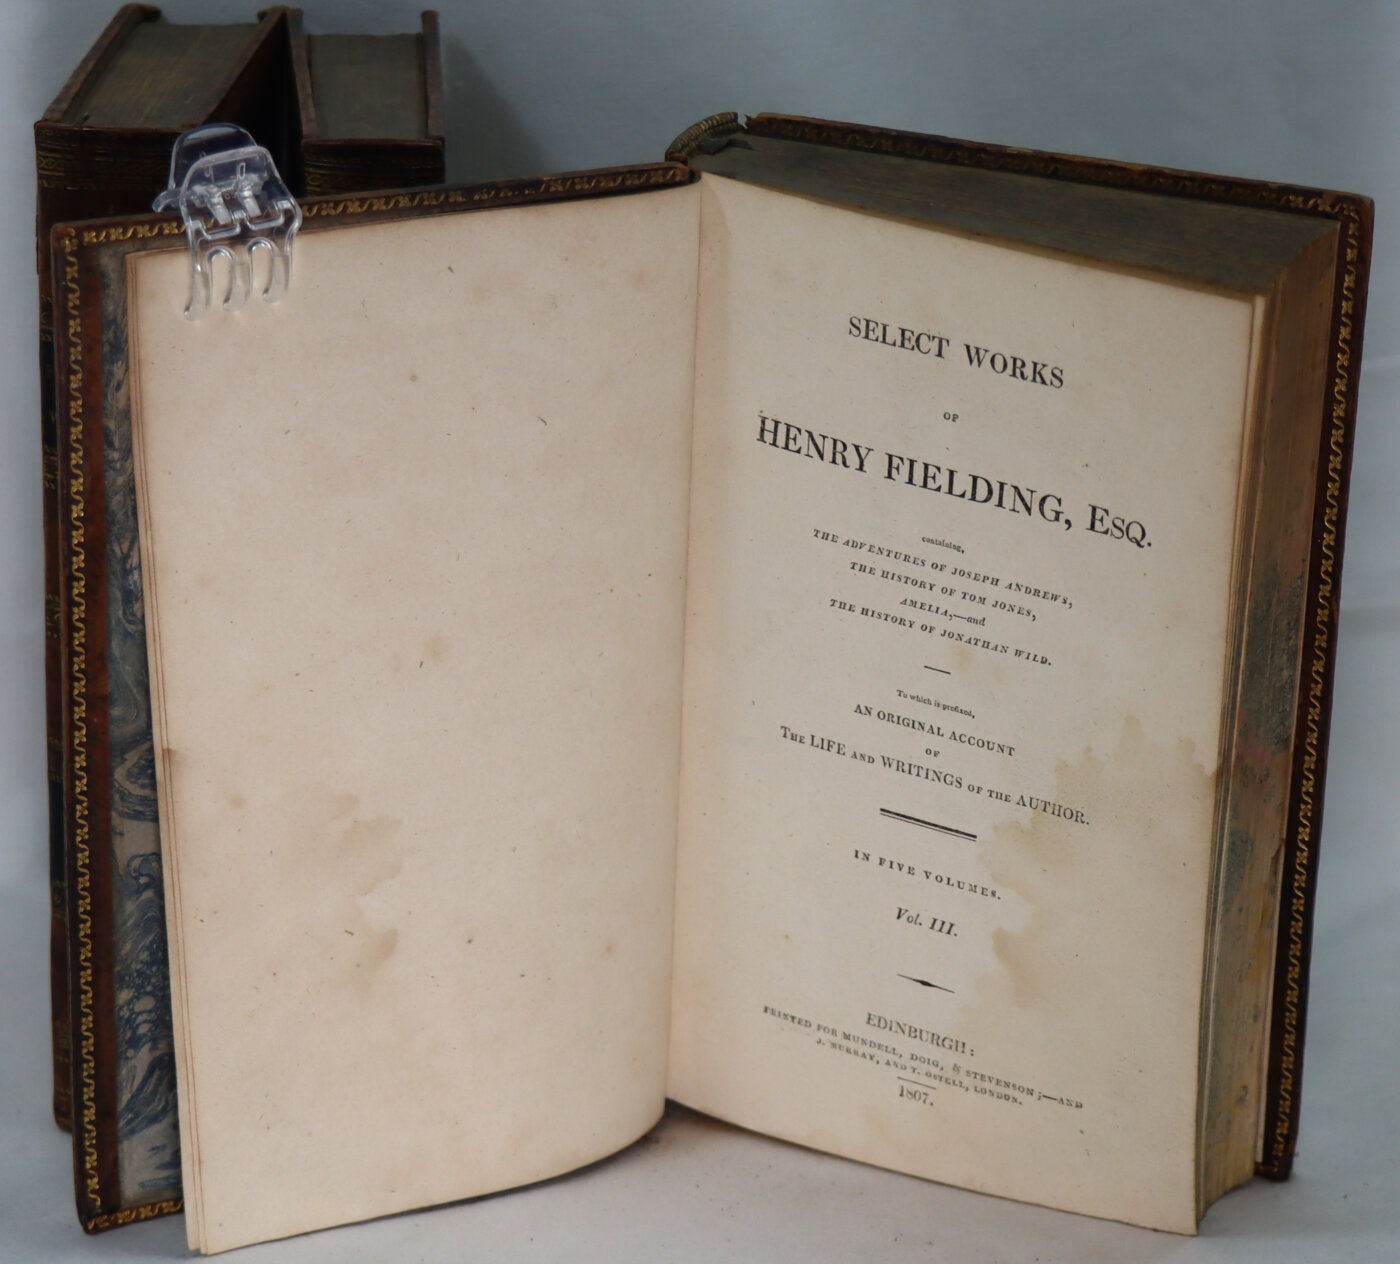 SELECT WORKS
OF
HENRY FIELDING, ESQ.
containing,
THE ADVENTURES OF JOSEPH ANDREWS,
THE HISTORY OF TOM JONES,
AMELIA,—and
THE HISTORY OF JONATHAN WILD.
To which is prefixed,
AN ORIGINAL ACCOUNT
OF
THE LIFE AND WRITINGS OF THE AUTHOR.
IN FIVE VOLUMES.
Vol. III.
EDINBURGH:
PRINTED FOR MUNDELL, DOIG, & STEVENSON;—AND
J. MURRAY, AND T. OSTELL, LONDON.
1807.